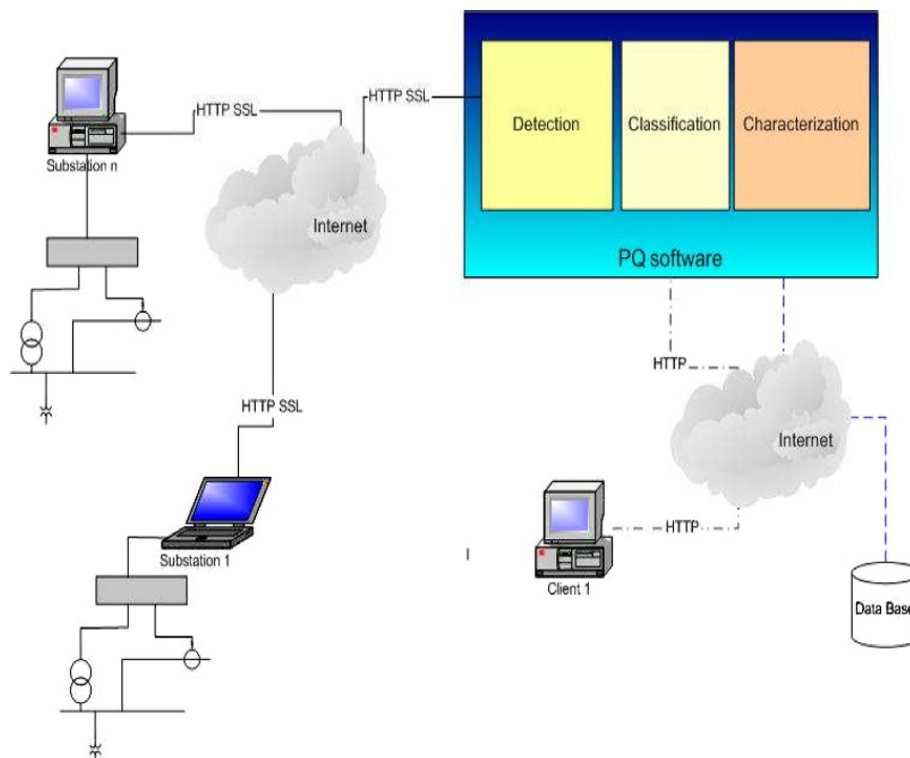 HTTP SSL
HTTP SSL
Detection
Classification
Characterization
Substation n
Internet
PQ software
HTTP
HTTP SSL
Internet
HTTP
Substation 1
Client 1
Data Base